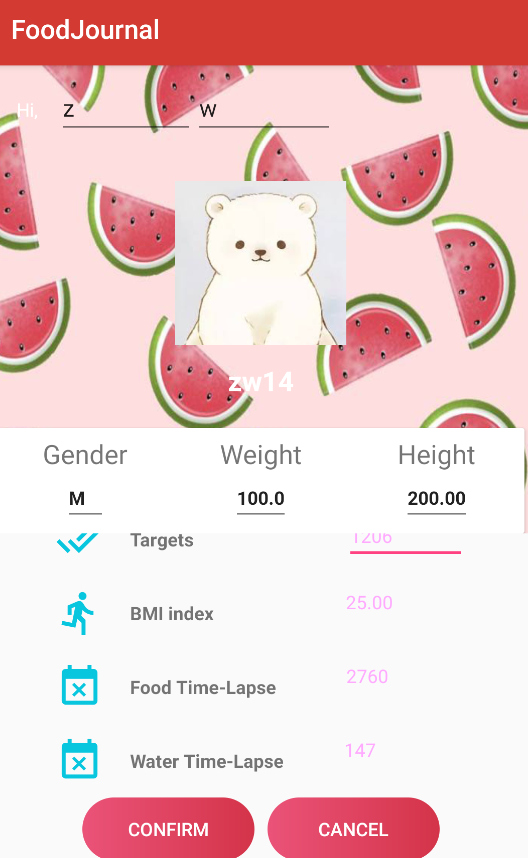 FoodJournal
Hi, Z W
zw14
Gender Weight Height
M 100.0 200.00
Targets 1206
BMI index 25.00
Food Time-Lapse 2760
Water Time-Lapse 147
CONFIRM CANCEL